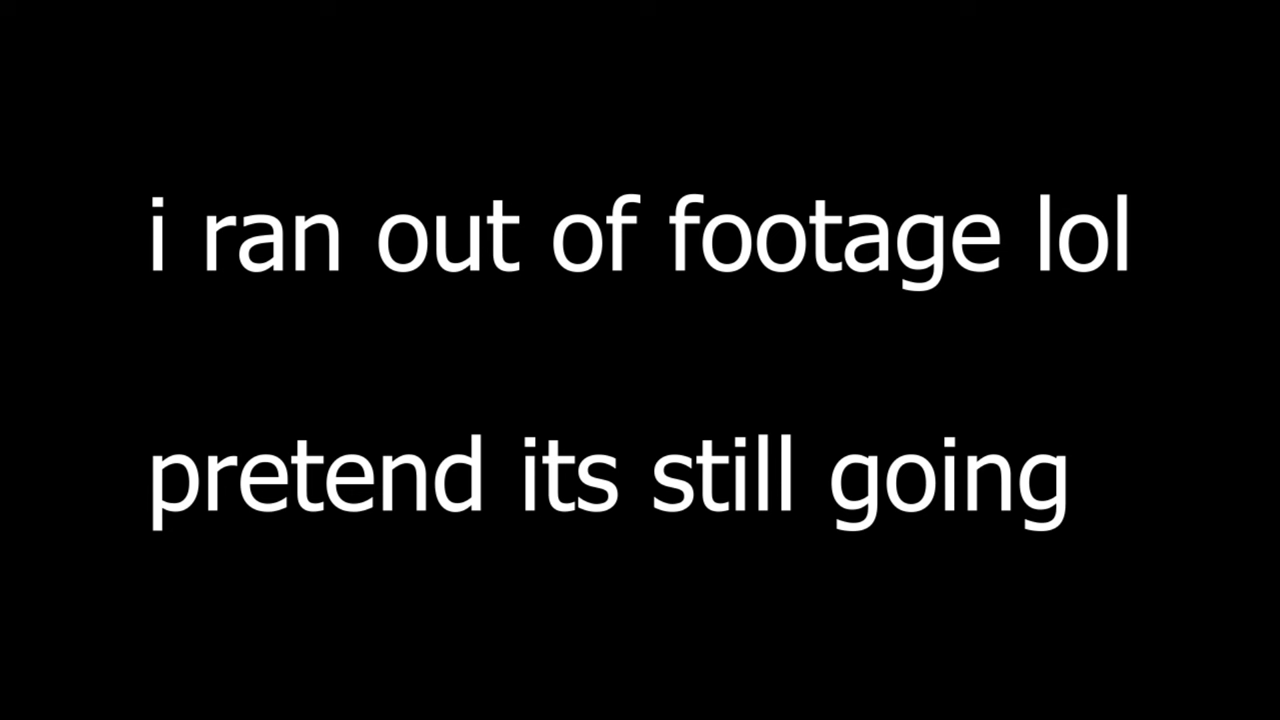 i ran out of footage lol
pretend its still going